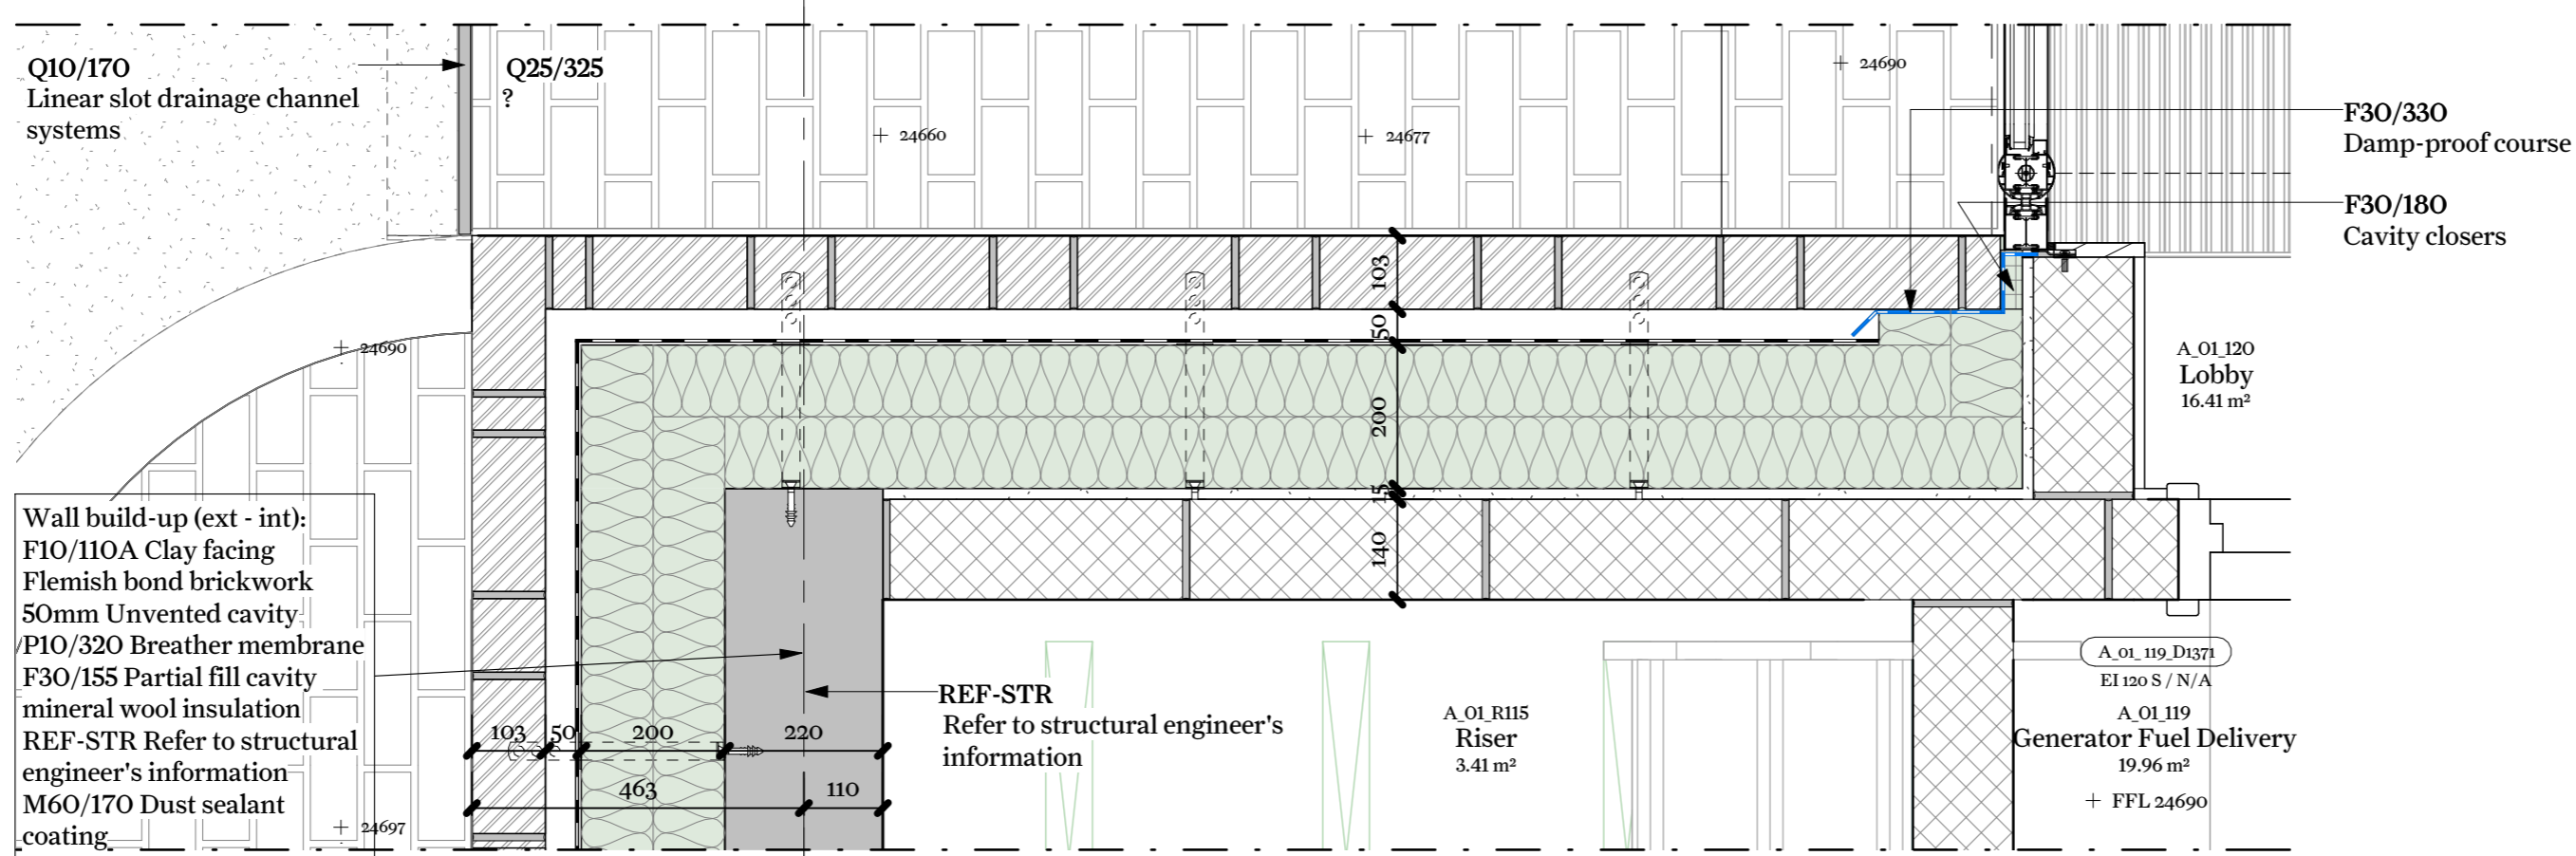 Q10/170
Linear slot drainage channel
systems
Q25/325
?
24690
24660
24677
F30/330
Damp-proof course
F30/180
Cavity closers
103
50
200
15
140
24690
A_01_120
Lobby
16.41 m²
Wall build-up (ext - int):
F10/110A Clay facing
Flemish bond brickwork
50mm Unvented cavity
P10/320 Breather membrane
F30/155 Partial fill cavity
mineral wool insulation
REF-STR Refer to structural
engineer's information
M60/170 Dust sealant
coating
24697
103
50
200
220
463
110
REF-STR
Refer to structural engineer's
information
A_01_R115
Riser
3.41 m²
A_01_119_D1371
EI 120 S / N/A
A_01_119
Generator Fuel Delivery
19.96 m²
FFL 24690